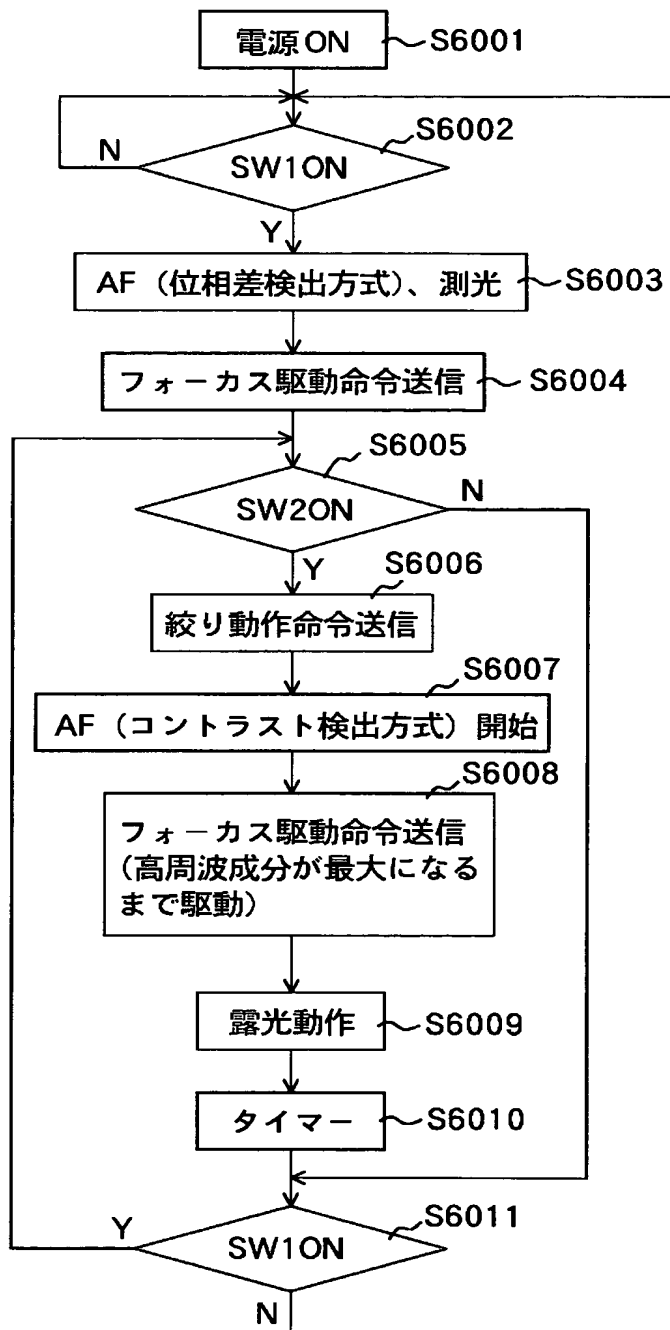 電源ON
S6001
S6002
SW1ON
N
Y
AF（位相差検出方式）、測光
S6003
フォーカス駆動命令送信
S6004
S6005
SW2ON
N
Y
S6006
絞り動作命令送信
S6007
AF（コントラスト検出方式）開始
S6008
フォーカス駆動命令送信
（高周波成分が最大になる
まで駆動）
露光動作
S6009
タイマー
S6010
S6011
Y
SW1ON
N